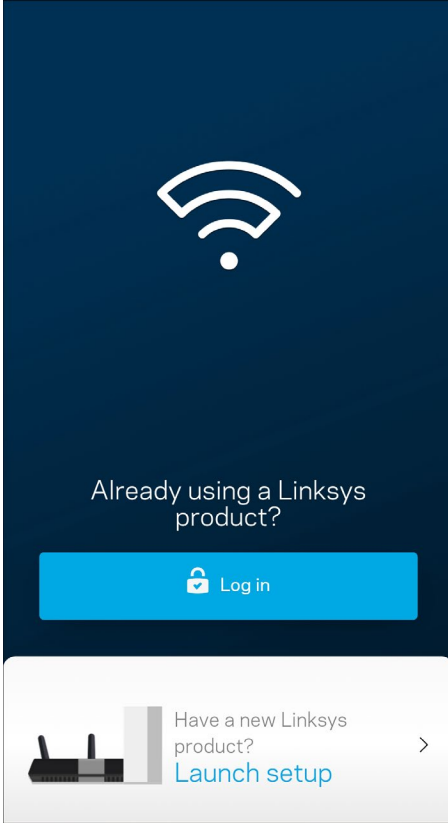 Already using a Linksys
product?
Log in
Have a new Linksys
product?
Launch setup